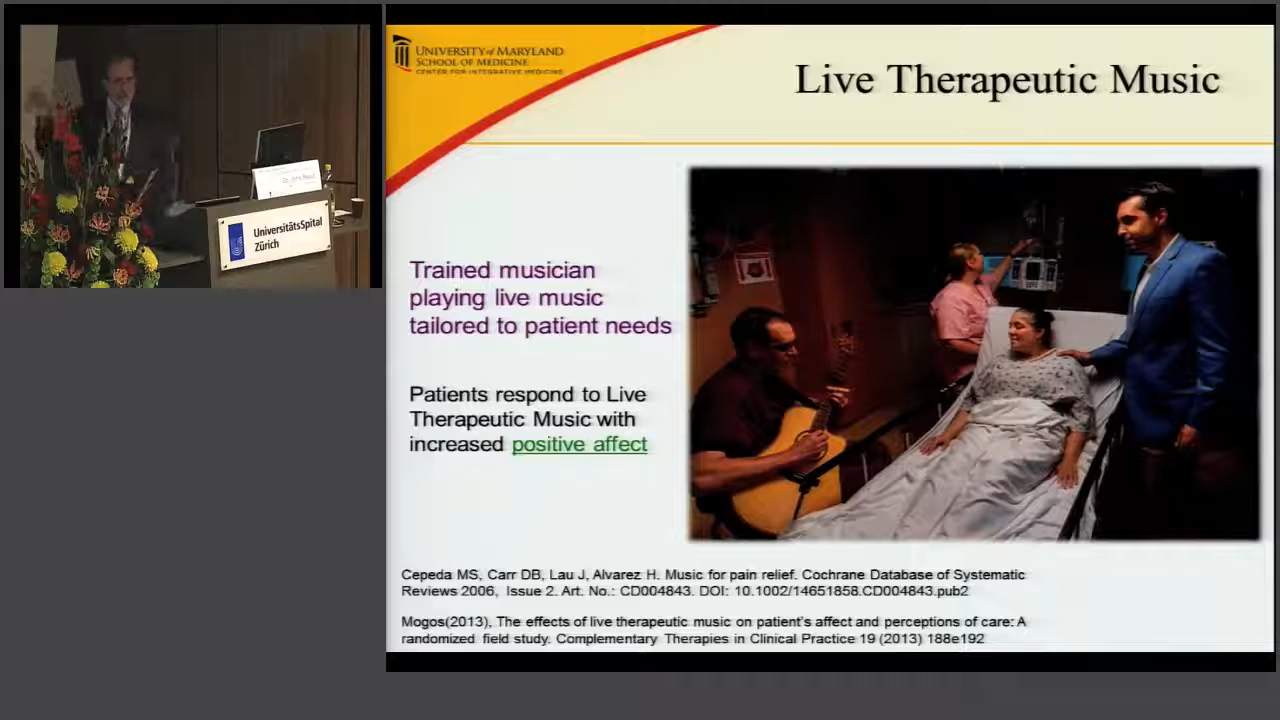 UNIVERSITY of MARYLAND
SCHOOL OF MEDICINE
CENTER FOR INTEGRATIVE MEDICINE
Live Therapeutic Music
Trained musician
playing live music
tailored to patient needs
Patients respond to Live
Therapeutic Music with
increased positive affect
Cepeda MS, Carr DB, Lau J, Alvarez H. Music for pain relief. Cochrane Database of Systematic
Reviews 2006, Issue 2. Art. No.: CD004843. DOI: 10.1002/14651858.CD004843.pub2
Mogos(2013), The effects of live therapeutic music on patient's affect and perceptions of care: A
randomized field study. Complementary Therapies in Clinical Practice 19 (2013) 188e192
UniversitätsSpital
Zürich